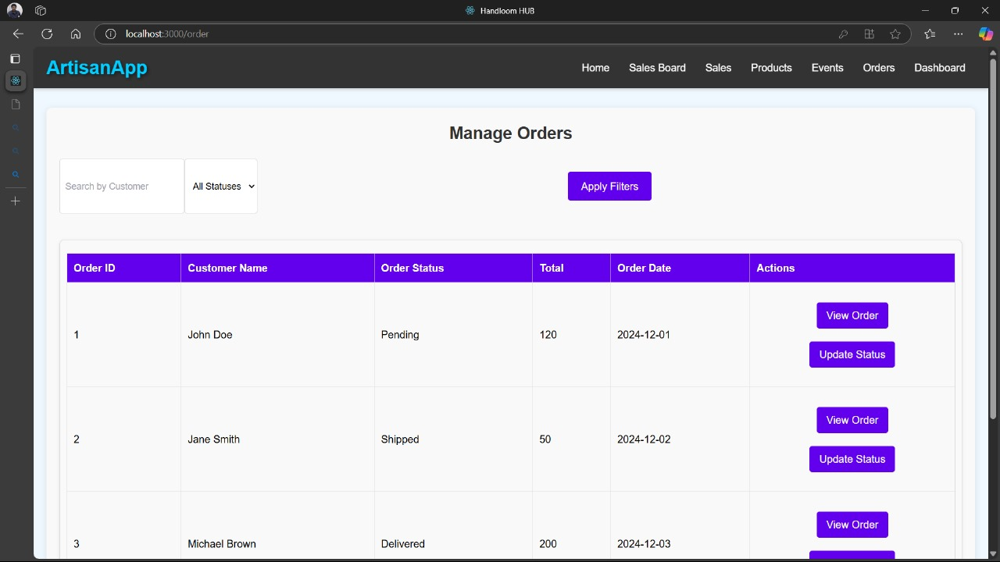 Handloom HUB
localhost:3000/order
ArtisanApp
Home Sales Board Sales Products Events Orders Dashboard
Manage Orders
Search by Customer All Statuses Apply Filters
Order ID Customer Name Order Status Total Order Date Actions
View Order
1 John Doe Pending 120 2024-12-01
Update Status
View Order
2 Jane Smith Shipped 50 2024-12-02
Update Status
View Order
3 Michael Brown Delivered 200 2024-12-03